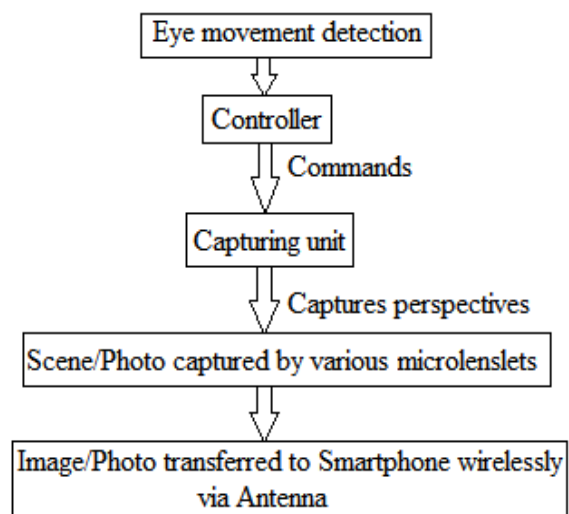 Eye movement detection
Controller
Commands
Capturing unit
Captures perspectives
Scene/Photo captured by various microlenslets
Image/Photo transferred to Smartphone wirelessly
via Antenna